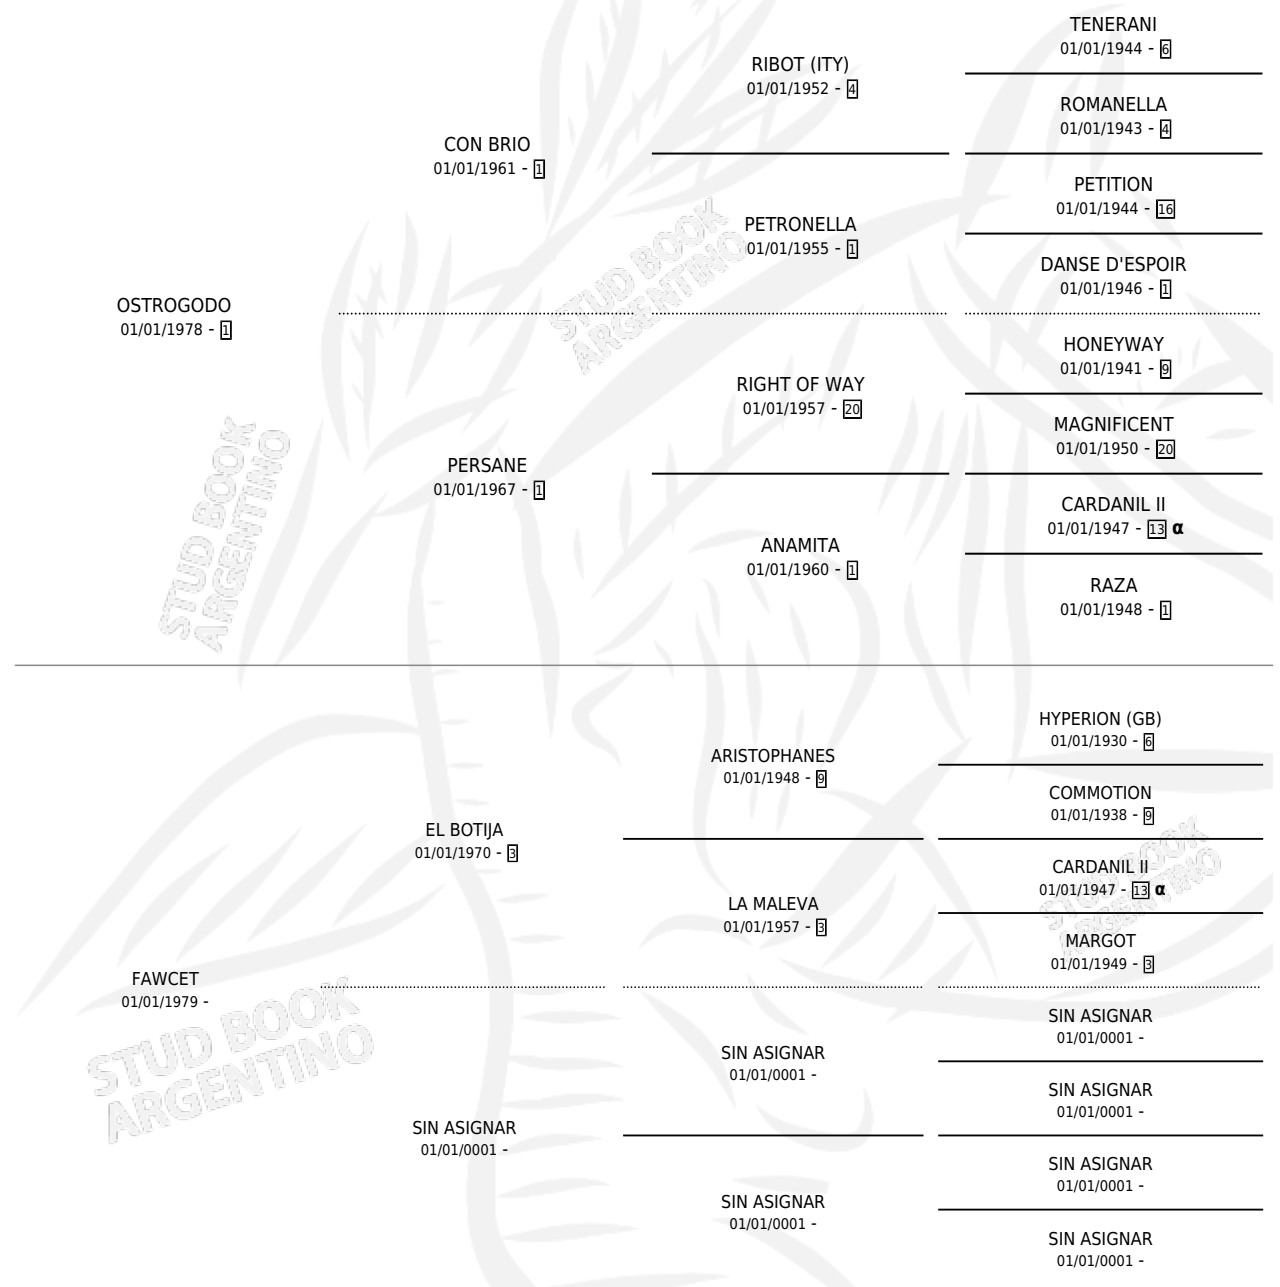 TENERANI
01/01/1944 - 6
RIBOT (ITY)
01/01/1952 - 4
ROMANELLA
01/01/1943 - 4
CON BRIO
01/01/1961 - 1
PETITION
01/01/1944 - 16
PETRONELLA
01/01/1955 - 1
DANSE D'ESPOIR
01/01/1946 - 1
OSTROGODO
01/01/1978 - 1
HONEYWAY
01/01/1941 - 9
RIGHT OF WAY
01/01/1957 - 20
MAGNIFICENT
01/01/1950 - 20
PERSANE
01/01/1967 - 1
CARDANIL II
01/01/1947 - 13 α
ANAMITA
01/01/1960 - 1
RAZA
01/01/1948 - 1
STUD BOOK
ARGENTINO
STUD BOOK
ARGENTINO
HYPERION (GB)
01/01/1930 - 6
ARISTOPHANES
01/01/1948 - 9
COMMOTION
01/01/1938 - 9
EL BOTIJA
01/01/1970 - 3
CARDANIL II
01/01/1947 - 13 α
LA MALEVA
01/01/1957 - 3
MARGOT
01/01/1949 - 3
FAWCET
01/01/1979 -
SIN ASIGNAR
01/01/0001 -
SIN ASIGNAR
01/01/0001 -
SIN ASIGNAR
01/01/0001 -
SIN ASIGNAR
01/01/0001 -
SIN ASIGNAR
01/01/0001 -
SIN ASIGNAR
01/01/0001 -
SIN ASIGNAR
01/01/0001 -
STUD BOOK
ARGENTINO
STUD BOOK
ARGENTINO